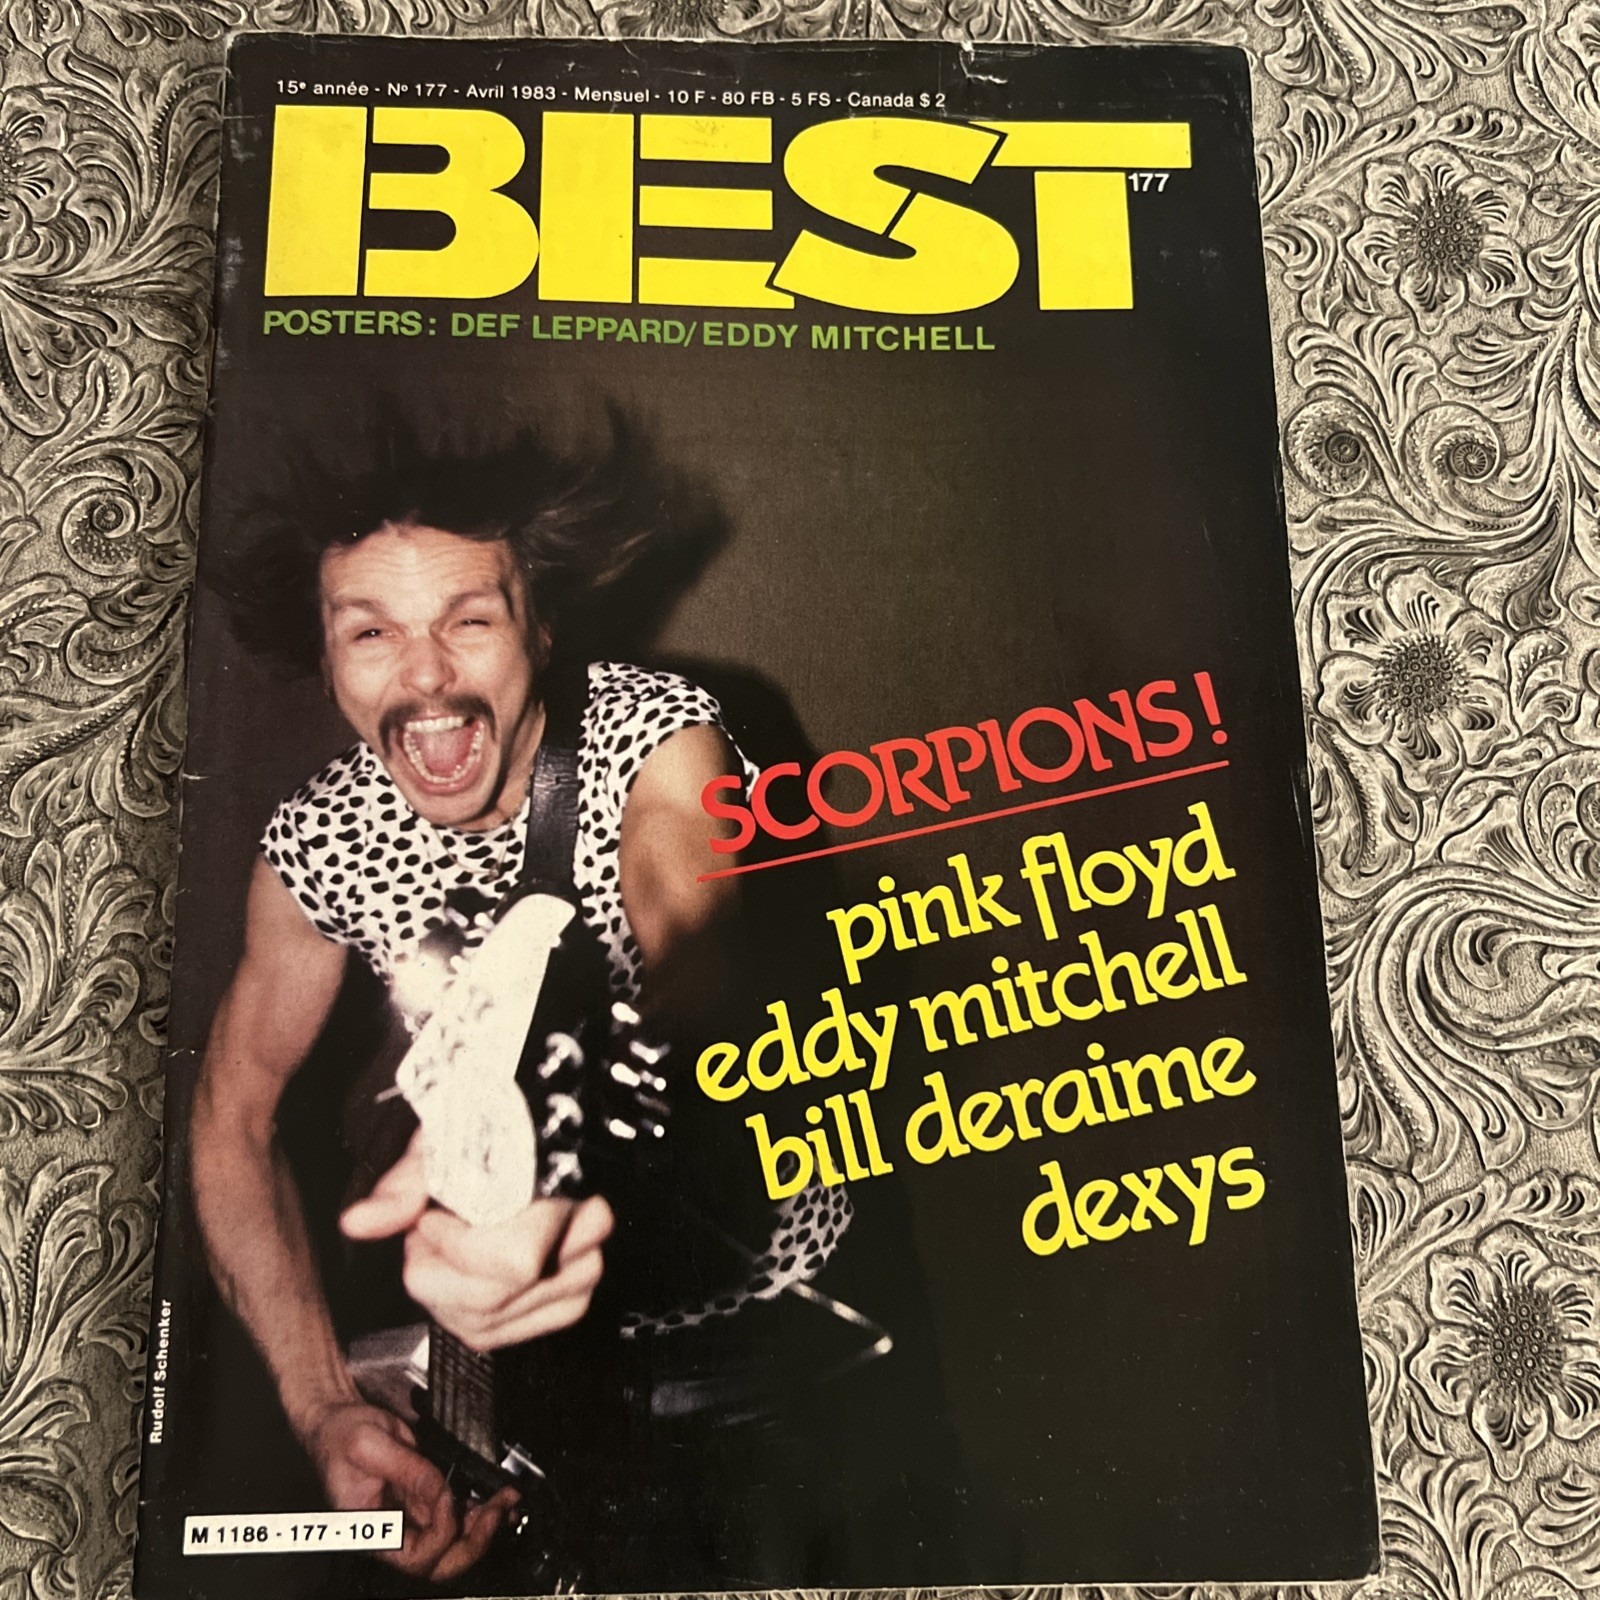 15e année - No 177 - Avril 1983 - Mensuel - 10 F - 80 FB - 5 FS - Canada $ 2
BEST
177
POSTERS: DEF LEPPARD/EDDY MITCHELL
SCORPIONS!
pink floyd
eddy mitchell
bill deraime
dexys
Rudolf Schenker
M 1186 - 177 - 10 F